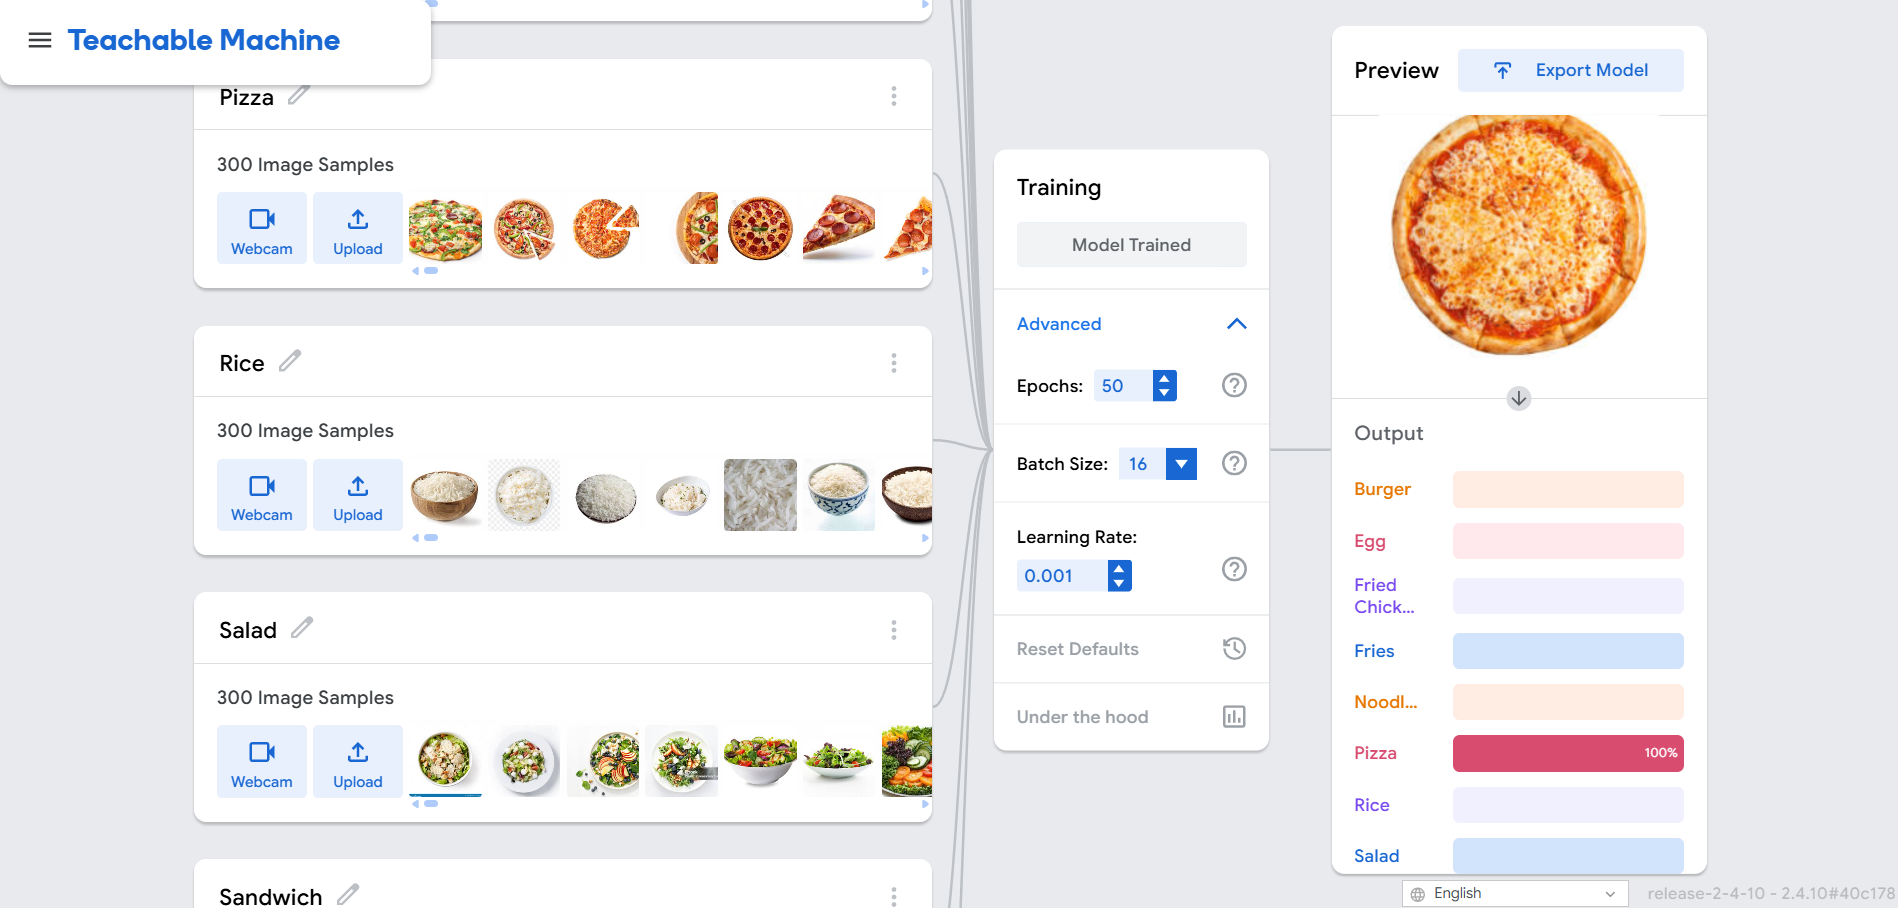 Teachable Machine
Pizza
300 Image Samples
Webcam
Upload
Rice
300 Image Samples
Webcam
Upload
Salad
300 Image Samples
Webcam
Upload
Sandwich
Training
Model Trained
Advanced
Epochs: 50
Batch Size: 16
Learning Rate:
0.001
Reset Defaults
Under the hood
Preview
Export Model
Output
Burger
Egg
Fried
Chick...
Fries
Noodl...
Pizza 100%
Rice
Salad
English
release-2-4-10 - 2.4.10#40c178